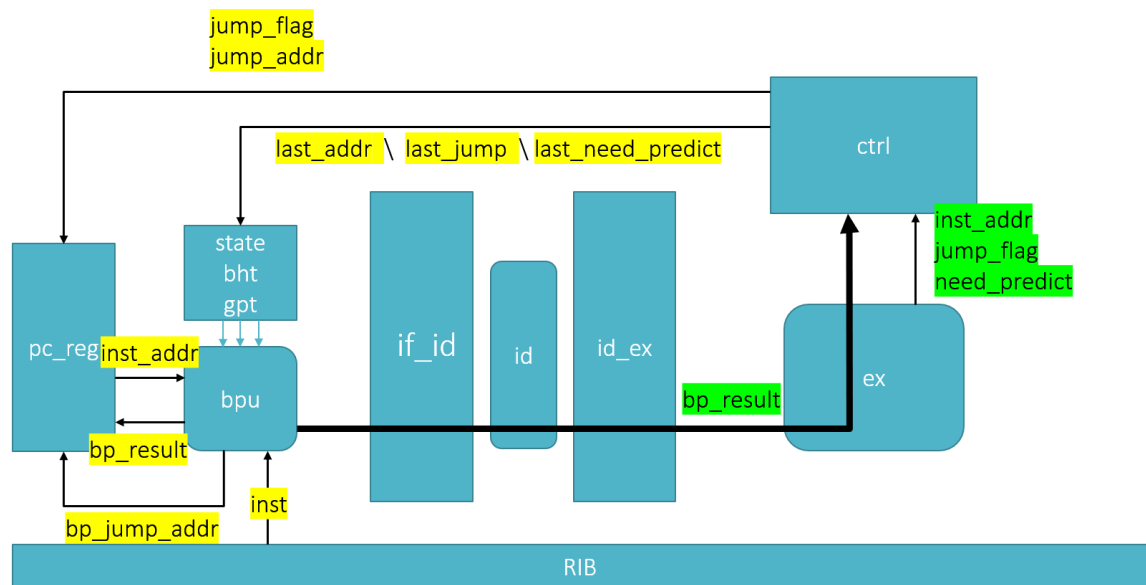 jump_flag
jump_addr
last_addr \ last_jump \ last_need_predict
ctrl
state
bht
gpt
inst_addr
jump_flag
need_predict
pc_reg
inst_addr
bpu
if_id
id
id_ex
ex
bp_result
bp_result
inst
bp_jump_addr
RIB